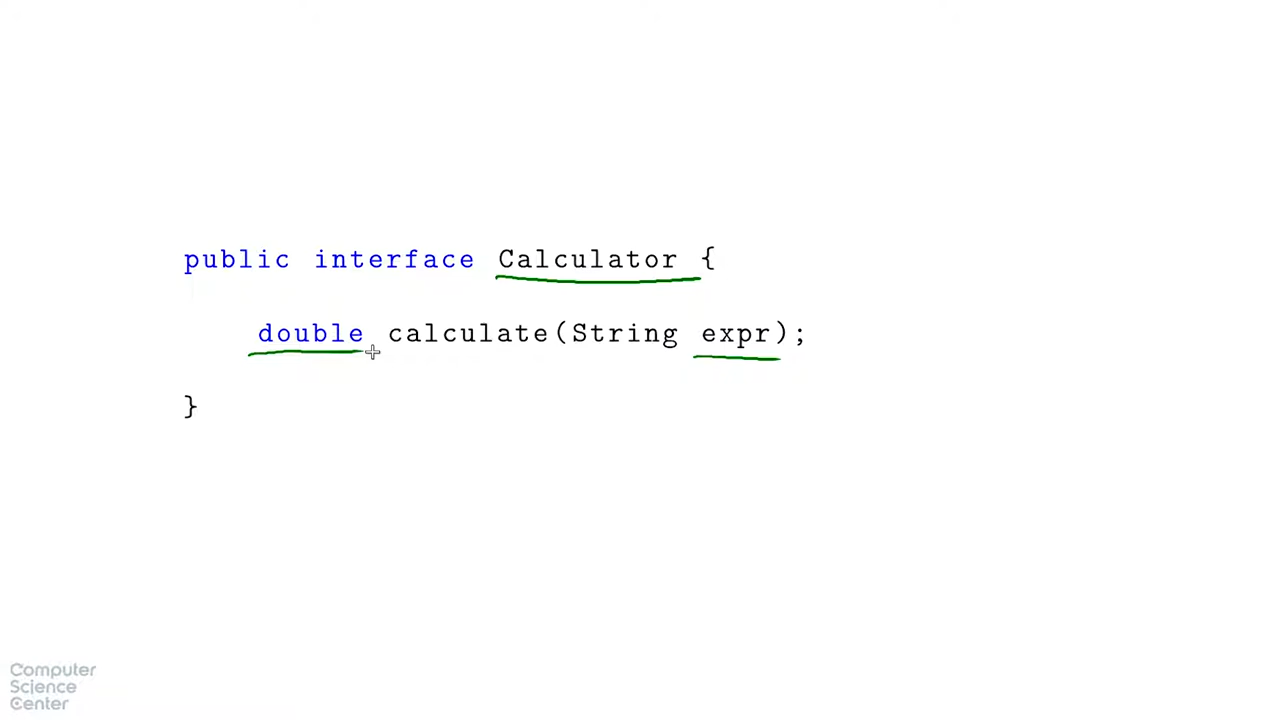 public interface Calculator {
double calculate(String expr);
}
Computer
Science
Center